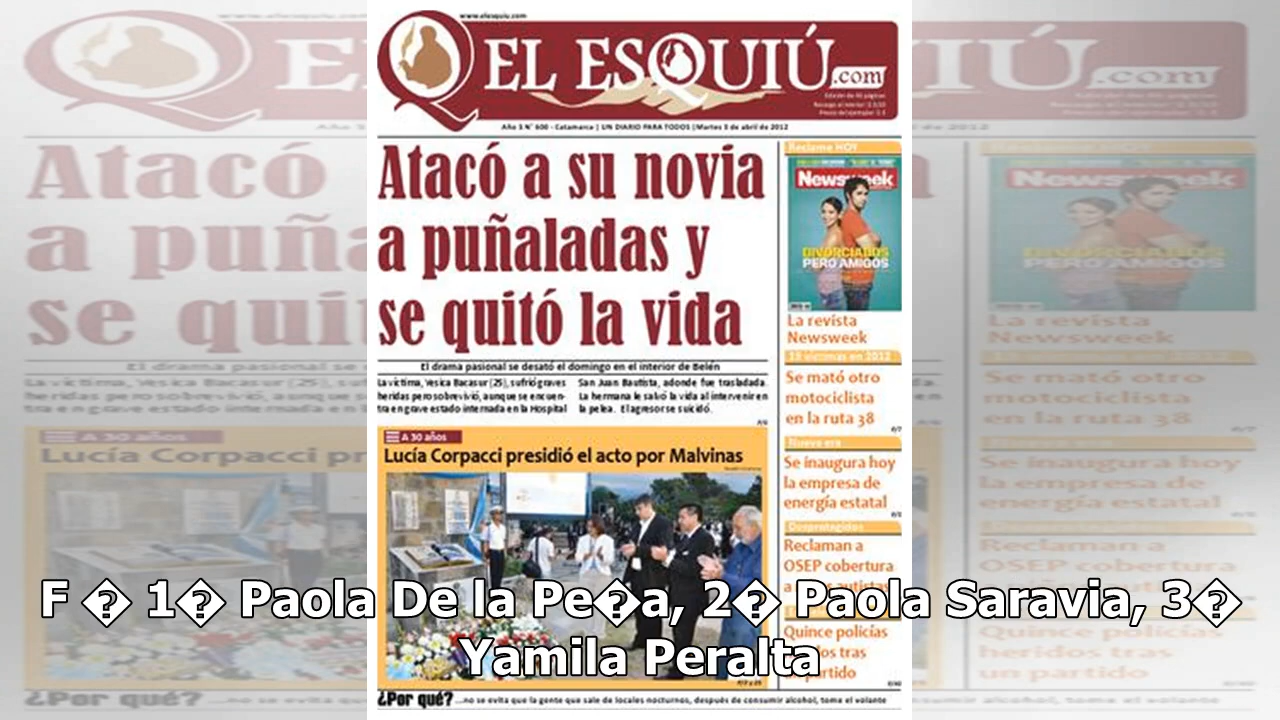 www.elesquiu.com
EL ESQUIÚ.com
Edición de 40 páginas
Año 3 N° 600 - Catamarca | UN DIARIO PARA TODOS | Martes 3 de abril de 2012
Atacó a su novia
a puñaladas y
se quitó la vida
El drama pasional se desató el domingo en el interior de Belén
La víctima, Yesica Bacasur (25), sufrió graves
heridas pero sobrevivió, aunque se encuen-
tra en grave estado internada en la Hospital
San Juan Bautista, adonde fue trasladada.
La hermana le salvó la vida al intervenir en
la pelea. El agresor se suicidó.
Reclame HOY
Newsweek
DIVORCIADOS
PERO AMIGOS
La revista
Newsweek
18 víctimas en 2012
Se mató otro
motociclista
en la ruta 38
Nueva era
Se inaugura hoy
la empresa de
energía estatal
Desprotegidos
Reclaman a
OSEP cobertura
Quince policías
A 30 años
Lucía Corpacci presidió el acto por Malvinas
F � 1� Paola De la Pe�a, 2� Paola Saravia, 3�
Yamila Peralta
¿Por qué? ...no se evita que la gente que sale de locales nocturnos, después de consumir alcohol, tome el volante